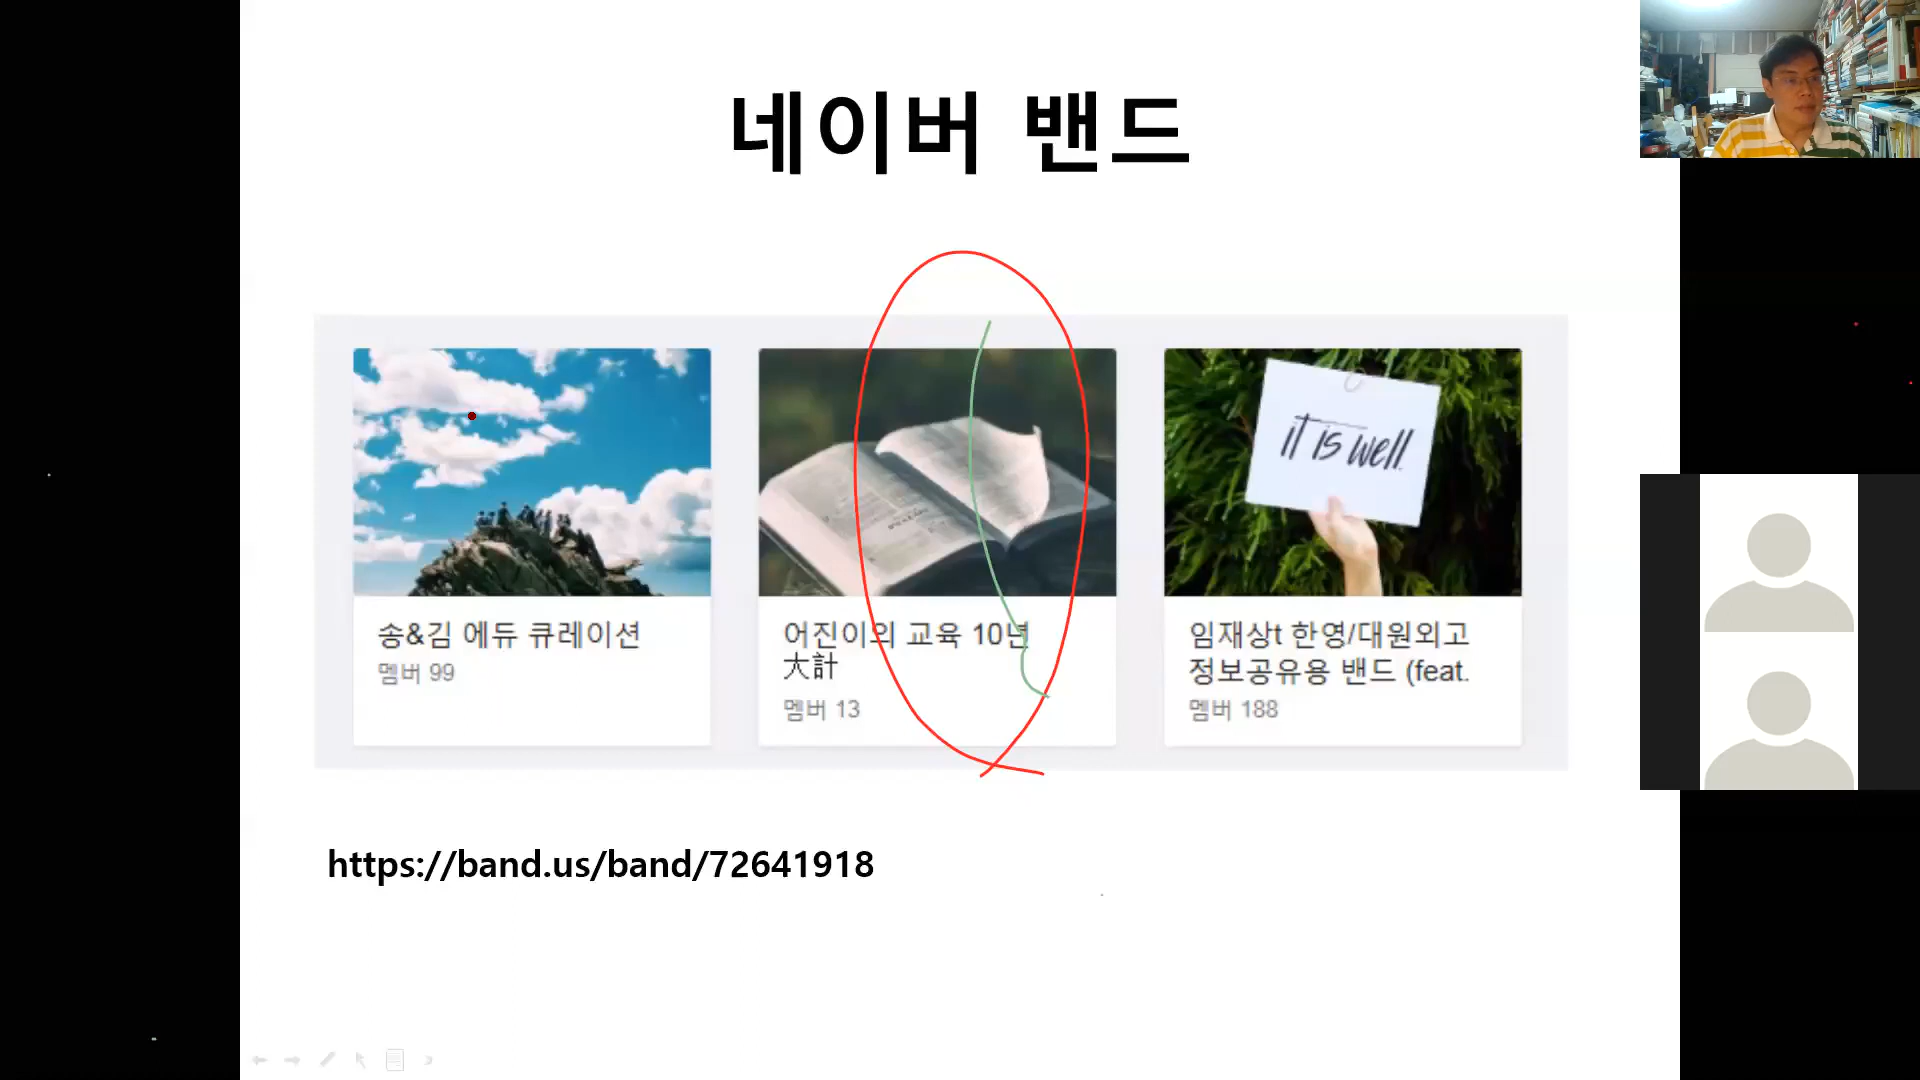 네이버 밴드
it is well
송&김 에듀 큐레이션
멤버 99
어진이의 교육 10년
大計
멤버 13
임재상t 한영/대원외고
정보공유용 밴드 (feat.
멤버 188
https://band.us/band/72641918